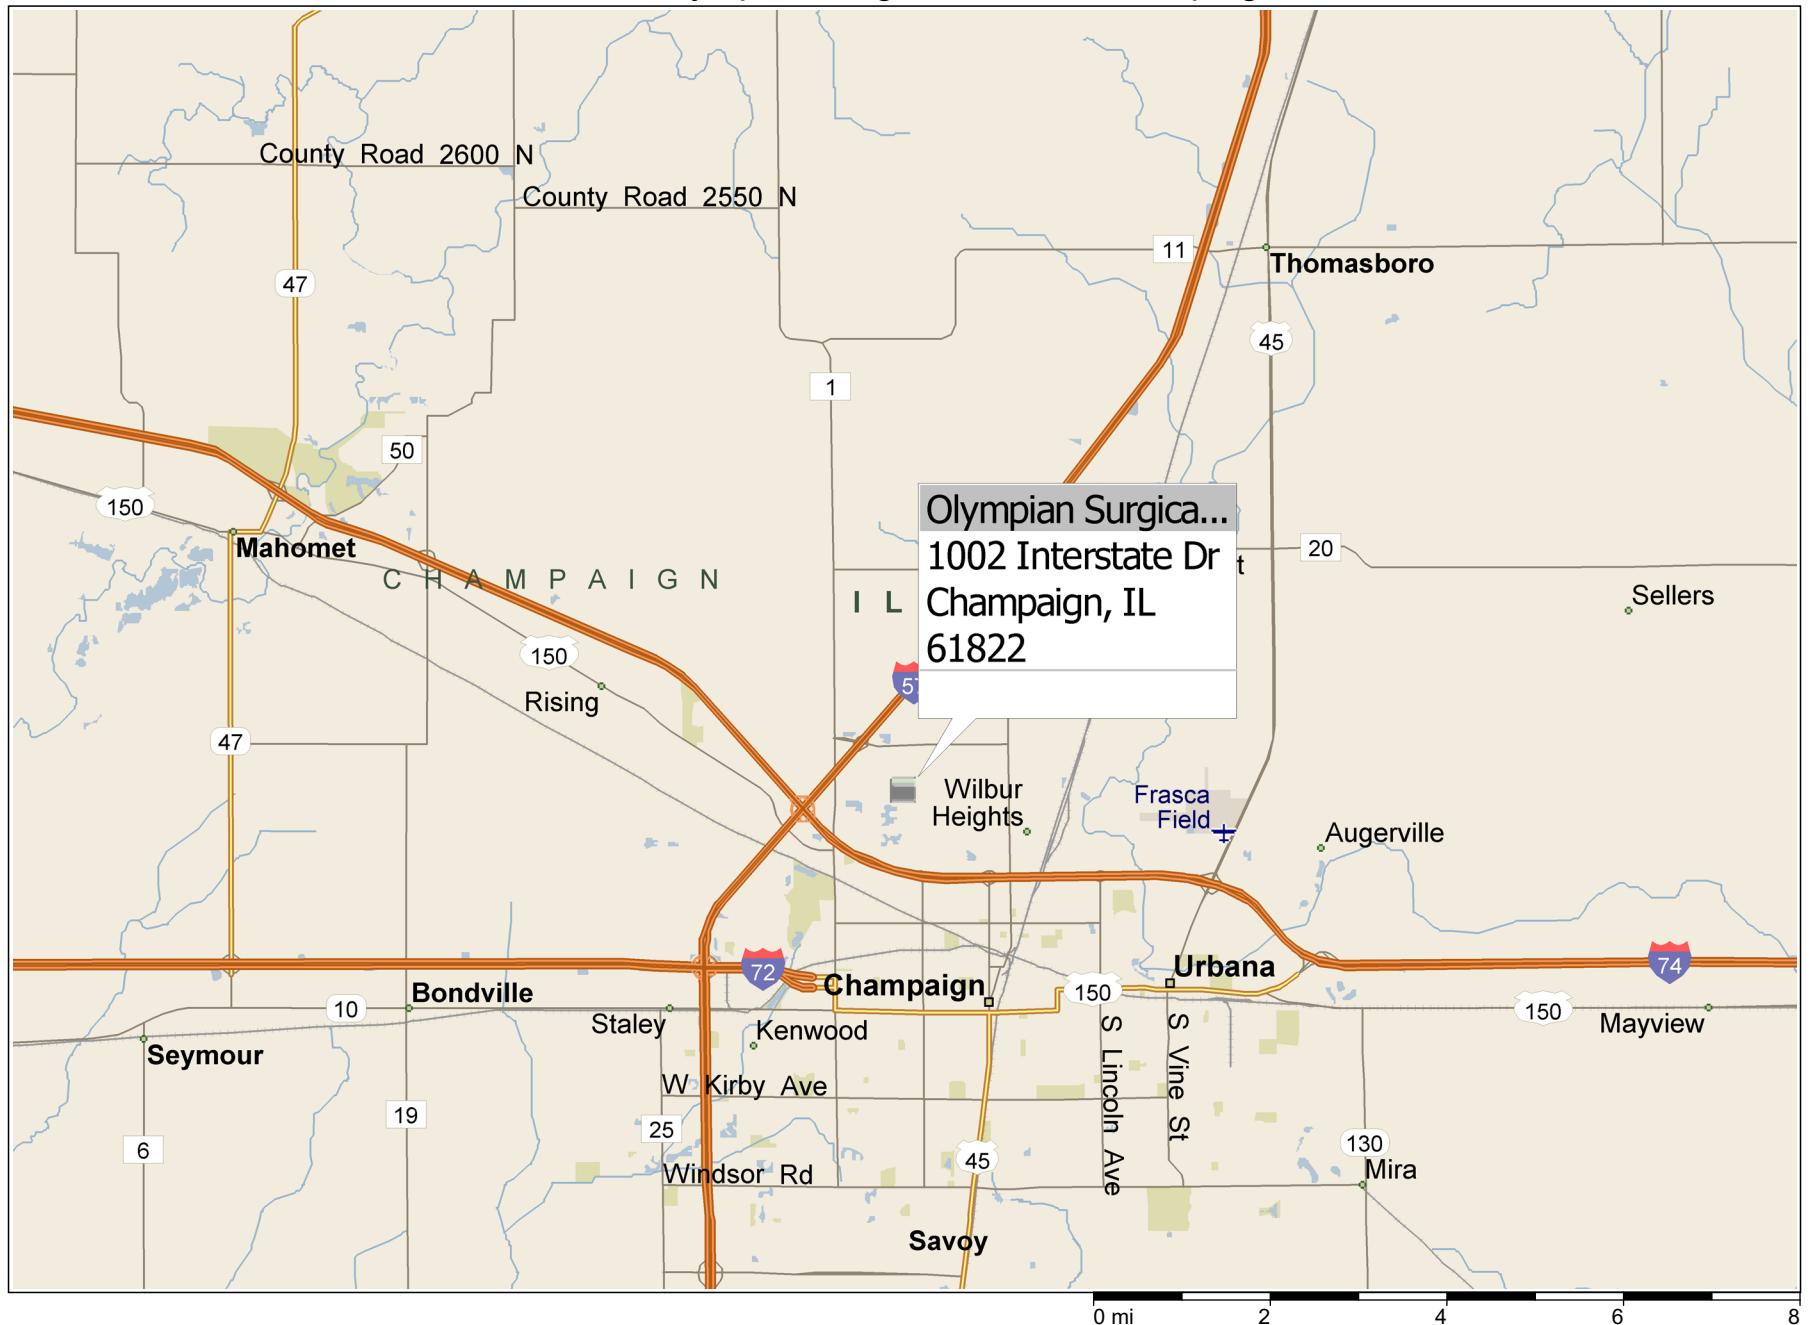 County Road 2600 N
County Road 2550 N
11
Thomasboro
47
45
1
50
150
Olympian Surgica...
1002 Interstate Dr
Champaign, IL
61822
Mahomet
20
t
CHAMPAIGN
IL
Sellers
150
Rising
57
47
Wilbur
Heights
Frasca
Field
Augerville
72
Champaign
Urbana
74
150
Bondville
10
Staley
Kenwood
150
Mayview
Seymour
W Kirby Ave
S Lincoln Ave
S Vine St
19
25
6
130
45
Mira
Windsor Rd
Savoy
0 mi
2
4
6
8